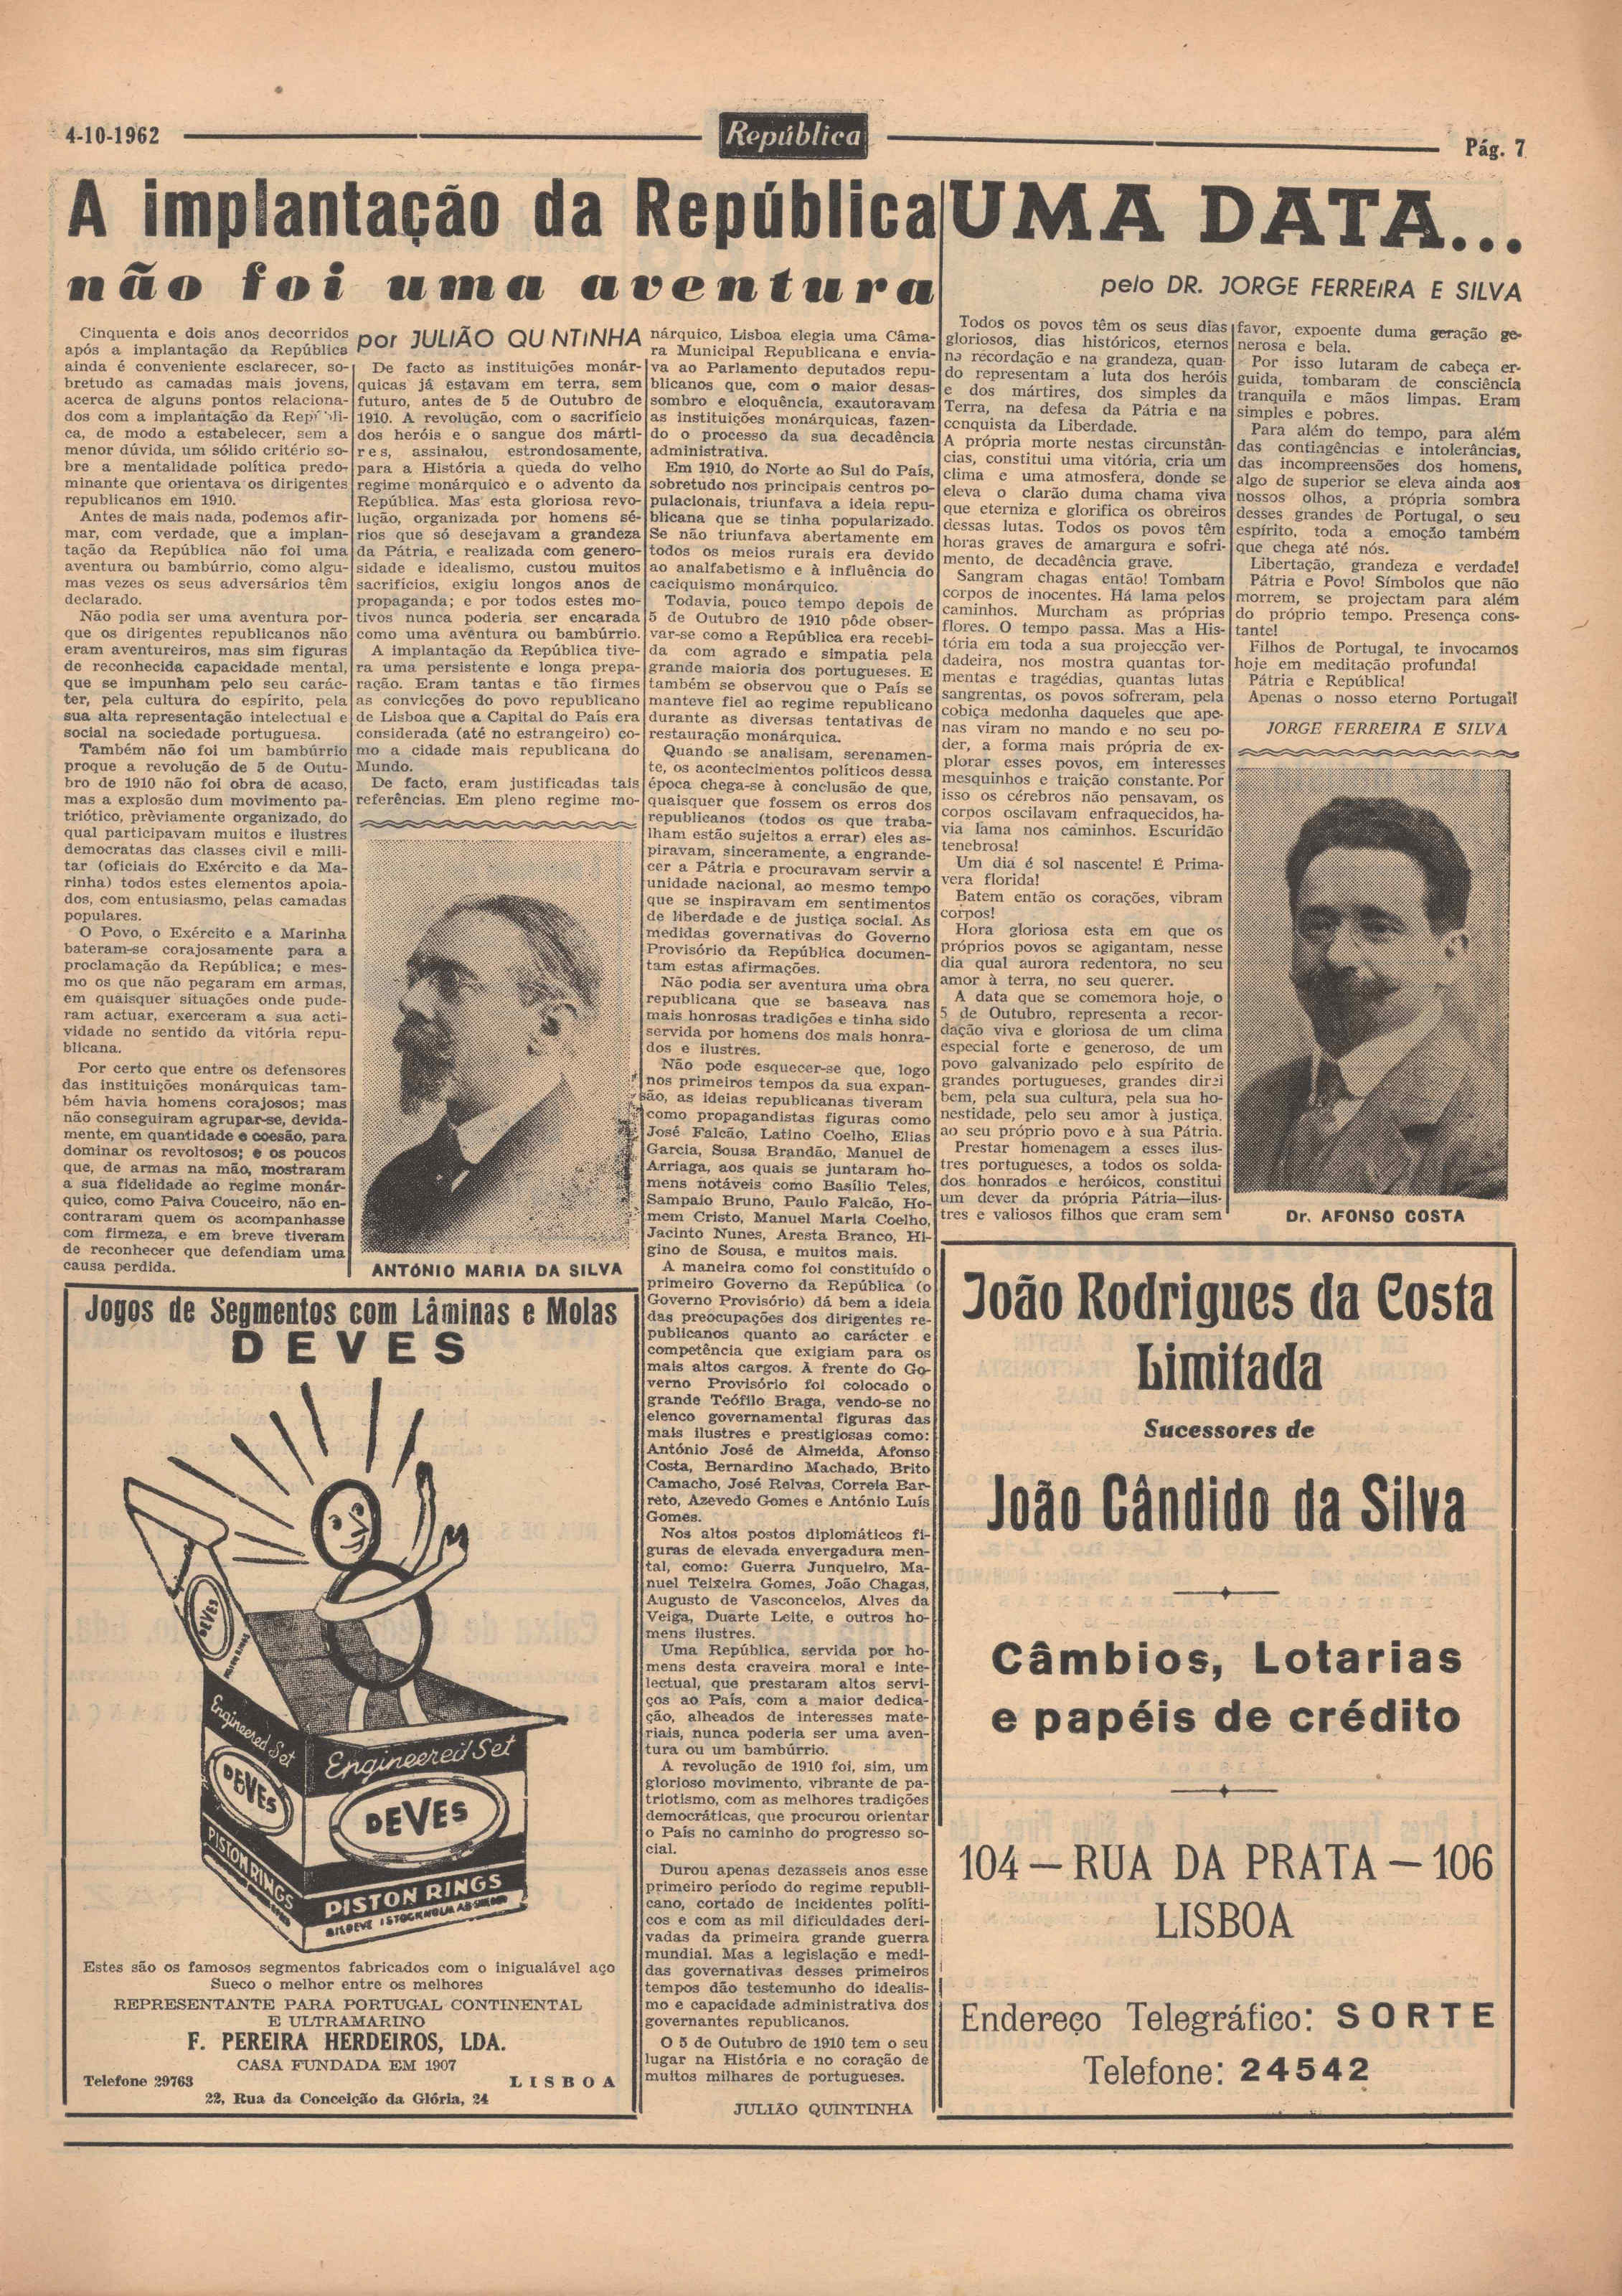 4-10-1962
República
Pág. 7
A implantação da República
não foi uma aventura
por JULIÃO QUINTINHA
Cinquenta e dois anos decorridos
após a implantação da República
ainda é conveniente esclarecer, so-
bretudo as camadas mais jovens,
acerca de alguns pontos relaciona-
dos com a implantação da Repúbli-
ca, de modo a estabelecer, sem a
menor dúvida, um sólido critério so-
bre a mentalidade política predo-
minante que orientava os dirigentes
republicanos em 1910.
Antes de mais nada, podemos afir-
mar, com verdade, que a implan-
tação da República não foi uma
aventura ou bambúrrio, como algu-
mas vezes os seus adversários têm
declarado.
Não podia ser uma aventura por-
que os dirigentes republicanos não
eram aventureiros, mas sim figuras
de reconhecida capacidade mental,
que se impunham pelo seu carác-
ter, pela cultura do espírito, pela
sua alta representação intelectual e
social na sociedade portuguesa.
Também não foi um bambúrrio
proque a revolução de 5 de Outu-
bro de 1910 não foi obra de acaso,
mas a explosão dum movimento pa-
triótico, prèviamente organizado, do
qual participavam muitos e ilustres
democratas das classes civil e mili-
tar (oficiais do Exército e da Ma-
rinha) todos estes elementos apoia-
dos, com entusiasmo, pelas camadas
populares.
O Povo, o Exército e a Marinha
bateram-se corajosamente para a
proclamação da República; e mes-
mo os que não pegaram em armas,
em quaisquer situações onde pude-
ram actuar, exerceram a sua acti-
vidade no sentido da vitória repu-
blicana.
Por certo que entre os defensores
das instituições monárquicas tam-
bém havia homens corajosos; mas
não conseguiram agrupar-se, devida-
mente, em quantidade e coesão, para
dominar os revoltosos; e os poucos
que, de armas na mão, mostraram
a sua fidelidade ao regime monár-
quico, como Paiva Couceiro, não en-
contraram quem os acompanhasse
com firmeza, e em breve tiveram
de reconhecer que defendiam uma
causa perdida.
De facto as instituições monár-
quicas já estavam em terra, sem
futuro, antes de 5 de Outubro de
1910. A revolução, com o sacrifício
dos heróis e o sangue dos márti-
res, assinalou, estrondosamente,
para a História a queda do velho
regime monárquico e o advento da
República. Mas esta gloriosa revo-
lução, organizada por homens sé-
rios que só desejavam a grandeza
da Pátria, e realizada com genero-
sidade e idealismo, custou muitos
sacrifícios, exigiu longos anos de
propaganda; e por todos estes mo-
tivos nunca poderia ser encarada
como uma aventura ou bambúrrio.
A implantação da República tive-
ra uma persistente e longa prepa-
ração. Eram tantas e tão firmes
as convicções do povo republicano
de Lisboa que a Capital do País era
considerada (até no estrangeiro) co-
mo a cidade mais republicana do
Mundo.
De facto, eram justificadas tais
referências. Em pleno regime mo-
ANTÓNIO MARIA DA SILVA
nárquico, Lisboa elegia uma Câma-
ra Municipal Republicana e envia-
va ao Parlamento deputados repu-
blicanos que, com o maior desas-
sombro e eloquência, exautoravam
as instituições monárquicas, fazen-
do o processo da sua decadência
administrativa.
Em 1910, do Norte ao Sul do País,
sobretudo nos principais centros po-
pulacionais, triunfava a ideia repu-
blicana que se tinha popularizado.
Se não triunfava abertamente em
todos os meios rurais era devido
ao analfabetismo e à influência do
caciquismo monárquico.
Todavia, pouco tempo depois de
5 de Outubro de 1910 pôde obser-
var-se como a República era recebi-
da com agrado e simpatia pela
grande maioria dos portugueses. E
também se observou que o País se
manteve fiel ao regime republicano
durante as diversas tentativas de
restauração monárquica.
Quando se analisam, serenamen-
te, os acontecimentos políticos dessa
época chega-se à conclusão de que,
quaisquer que fossem os erros dos
republicanos (todos os que traba-
lham estão sujeitos a errar) eles as-
piravam, sinceramente, a engrande-
cer a Pátria e procuravam servir a
unidade nacional, ao mesmo tempo
que se inspiravam em sentimentos
de liberdade e de justiça social. As
medidas governativas do Governo
Provisório da República documen-
tam estas afirmações.
Não podia ser aventura uma obra
republicana que se baseava nas
mais honrosas tradições e tinha sido
servida por homens dos mais honra-
dos e ilustres.
Não pode esquecer-se que, logo
nos primeiros tempos da sua expan-
são, as ideias republicanas tiveram
como propagandistas figuras como
José Falcão, Latino Coelho, Elias
Garcia, Sousa Brandão, Manuel de
Arriaga, aos quais se juntaram ho-
mens notáveis como Basílio Teles,
Sampaio Bruno, Paulo Falcão, Ho-
mem Cristo, Manuel Maria Coelho,
Jacinto Nunes, Aresta Branco, Hi-
gino de Sousa, e muitos mais.
A maneira como foi constituído o
primeiro Governo da República (o
Governo Provisório) dá bem a ideia
das preocupações dos dirigentes re-
publicanos quanto ao carácter e
competência que exigiam para os
mais altos cargos. À frente do Go-
verno Provisório foi colocado o
grande Teófilo Braga, vendo-se no
elenco governamental figuras das
mais ilustres e prestigiosas como:
António José de Almeida, Afonso
Costa, Bernardino Machado, Brito
Camacho, José Relvas, Correia Bar-
reto, Azevedo Gomes e António Luís
Gomes.
Nos altos postos diplomáticos fi-
guras de elevada envergadura men-
tal, como: Guerra Junqueiro, Ma-
nuel Teixeira Gomes, João Chagas,
Augusto de Vasconcelos, Alves da
Veiga, Duarte Leite, e outros ho-
mens ilustres.
Uma República, servida por ho-
mens desta craveira moral e inte-
lectual, que prestaram altos servi-
ços ao País, com a maior dedica-
ção, alheados de interesses mate-
riais, nunca poderia ser uma aven-
tura ou um bambúrrio.
A revolução de 1910 foi, sim, um
glorioso movimento, vibrante de pa-
triotismo, com as melhores tradições
democráticas, que procurou orientar
o País no caminho do progresso so-
cial.
Durou apenas dezasseis anos esse
primeiro período do regime republi-
cano, cortado de incidentes políti-
cos e com as mil dificuldades deri-
vadas da primeira grande guerra
mundial. Mas a legislação e medi-
das governativas desses primeiros
tempos dão testemunho do idealis-
mo e capacidade administrativa dos
governantes republicanos.
O 5 de Outubro de 1910 tem o seu
lugar na História e no coração de
muitos milhares de portugueses.
JULIÃO QUINTINHA
UMA DATA...
pelo DR. JORGE FERREIRA E SILVA
Todos os povos têm os seus dias
gloriosos, dias históricos, eternos
na recordação e na grandeza, quan-
do representam a luta dos heróis
e dos mártires, dos simples da
Terra, na defesa da Pátria e na
conquista da Liberdade.
A própria morte nestas circunstân-
cias, constitui uma vitória, cria um
clima e uma atmosfera, donde se
eleva o clarão duma chama viva
que eterniza e glorifica os obreiros
dessas lutas. Todos os povos têm
horas graves de amargura e sofri-
mento, de decadência grave.
Sangram chagas então! Tombam
corpos de inocentes. Há lama pelos
caminhos. Murcham as próprias
flores. O tempo passa. Mas a His-
tória em toda a sua projecção ver-
dadeira, nos mostra quantas tor-
mentas e tragédias, quantas lutas
sangrentas, os povos sofreram, pela
cobiça medonha daqueles que ape-
nas viram no mando e no seu po-
der, a forma mais própria de ex-
plorar esses povos, em interesses
mesquinhos e traição constante. Por
isso os cérebros não pensavam, os
corpos oscilavam enfraquecidos, ha-
via lama nos caminhos. Escuridão
tenebrosa!
Um dia é sol nascente! É Prima-
vera florida!
Batem então os corações, vibram
corpos!
Hora gloriosa esta em que os
próprios povos se agigantam, nesse
dia qual aurora redentora, no seu
amor à terra, no seu querer.
A data que se comemora hoje, o
5 de Outubro, representa a recor-
dação viva e gloriosa de um clima
especial forte e generoso, de um
povo galvanizado pelo espírito de
grandes portugueses, grandes direi
bem, pela sua cultura, pela sua ho-
nestidade, pelo seu amor à justiça,
ao seu próprio povo e à sua Pátria.
Prestar homenagem a esses ilus-
tres portugueses, a todos os solda-
dos honrados e heróicos, constitui
um dever da própria Pátria—ilus-
tres e valiosos filhos que eram sem
favor, expoente duma geração ge-
nerosa e bela.
Por isso lutaram de cabeça er-
guida, tombaram de consciência
tranquila e mãos limpas. Eram
simples e pobres.
Para além do tempo, para além
das contingências e intolerâncias,
das incompreensões dos homens,
algo de superior se eleva ainda aos
nossos olhos, a própria sombra
desses grandes de Portugal, o seu
espírito, toda a emoção também
que chega até nós.
Libertação, grandeza e verdade!
Pátria e Povo! Símbolos que não
morrem, se projectam para além
do próprio tempo. Presença cons-
tante!
Filhos de Portugal, te invocamos
hoje em meditação profunda!
Pátria e República!
Apenas o nosso eterno Portugal!
JORGE FERREIRA E SILVA
Dr. AFONSO COSTA
Jogos de Segmentos com Lâminas e Molas
DEVES
DEVES
Engineered Set
DEVES
PISTON RINGS
Engineered Set
DEVES
PISTON RINGS
Estes são os famosos segmentos fabricados com o inigualável aço
Sueco o melhor entre os melhores
REPRESENTANTE PARA PORTUGAL CONTINENTAL
E ULTRAMARINO
F. PEREIRA HERDEIROS, LDA.
CASA FUNDADA EM 1907
Telefone 29763 LISBOA
22, Rua da Conceição da Glória, 24
João Rodrigues da Costa
Limitada
Sucessores de
João Cândido da Silva
Câmbios, Lotarias
e papéis de crédito
104 — RUA DA PRATA — 106
LISBOA
Endereço Telegráfico: SORTE
Telefone: 24542